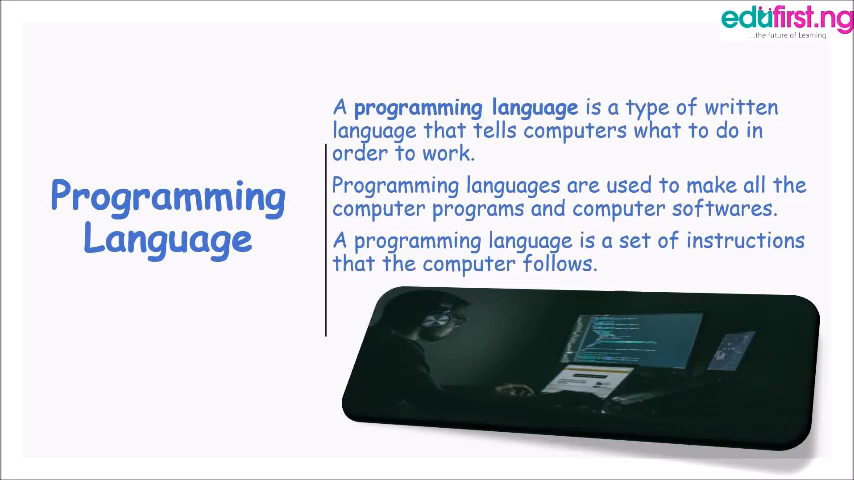 edufirst.ng
...the future of Learning
Programming
Language
A programming language is a type of written
language that tells computers what to do in
order to work.
Programming languages are used to make all the
computer programs and computer softwares.
A programming language is a set of instructions
that the computer follows.